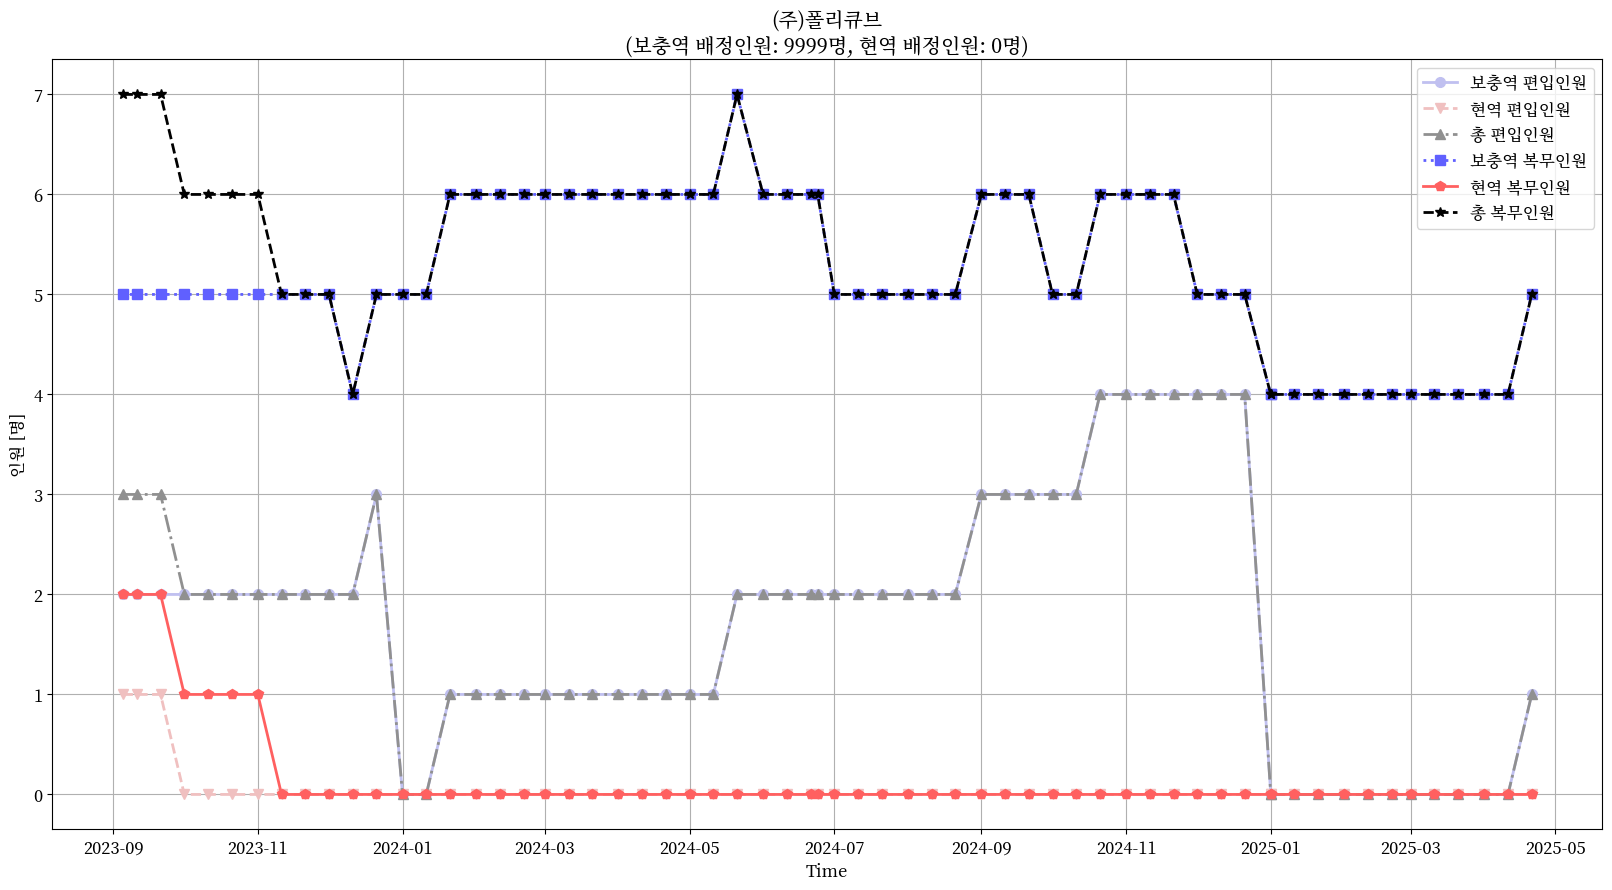 (주)폴리큐브
(보충역 배정인원: 9999명, 현역 배정인원: 0명)
보충역 편입인원
현역 편입인원
총 편입인원
보충역 복무인원
현역 복무인원
총 복무인원
인원 [명]
7
6
5
4
3
2
1
0
2023-09 2023-11 2024-01 2024-03 2024-05 2024-07 2024-09 2024-11 2025-01 2025-03 2025-05
Time